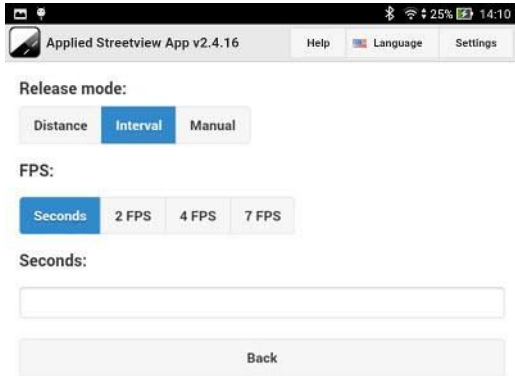 25% 14:10
Applied Streetview App v2.4.16 Help Language Settings
Release mode:
Distance Interval Manual
FPS:
Seconds 2 FPS 4 FPS 7 FPS
Seconds:
Back